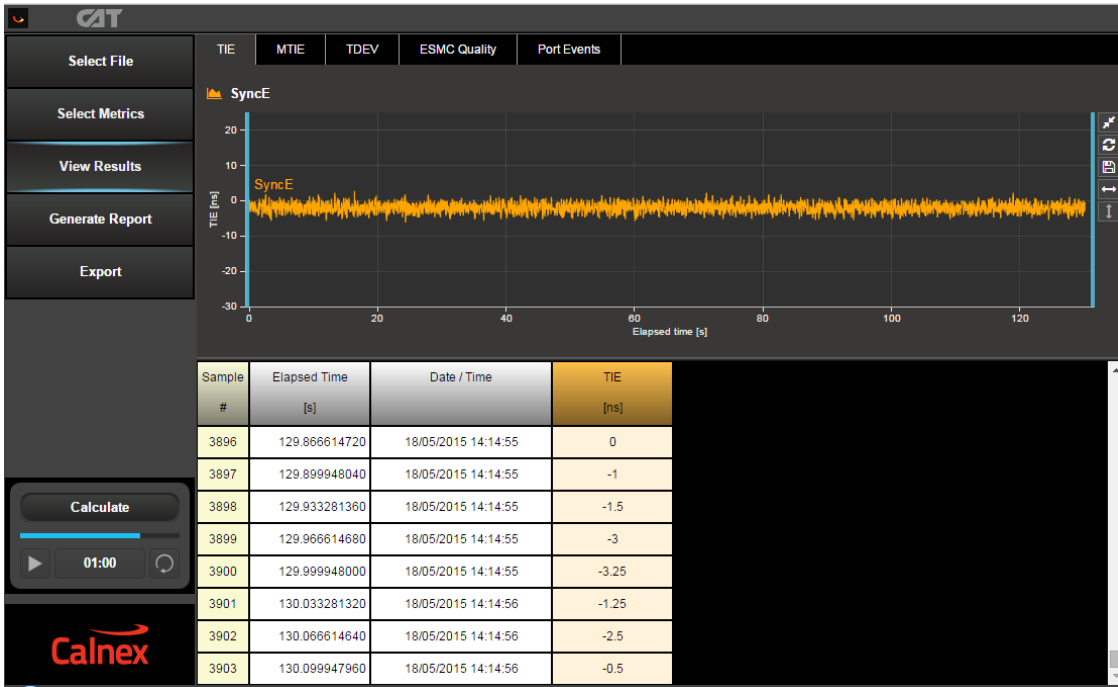 CAT
Select File
Select Metrics
View Results
Generate Report
Export
Calculate
01:00
Calnex
TIE MTIE TDEV ESMC Quality Port Events
SyncE
20
10
0
-10
-20
-30
TIE [ns]
SyncE
0 20 40 60 80 100 120
Elapsed time [s]
Sample # Elapsed Time [s] Date / Time TIE [ns]
3896 129.866614720 18/05/2015 14:14:55 0
3897 129.899948040 18/05/2015 14:14:55 -1
3898 129.933281360 18/05/2015 14:14:55 -1.5
3899 129.966614680 18/05/2015 14:14:55 -3
3900 129.999948000 18/05/2015 14:14:55 -3.25
3901 130.033281320 18/05/2015 14:14:56 -1.25
3902 130.066614640 18/05/2015 14:14:56 -2.5
3903 130.099947960 18/05/2015 14:14:56 -0.5